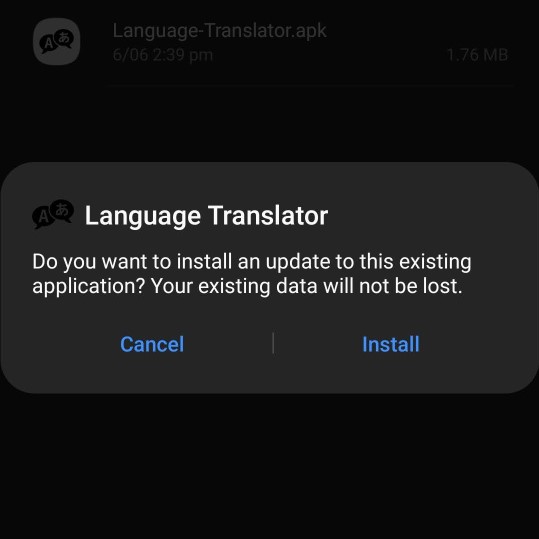 Language-Translator.apk
6/06 2:39 pm 1.76 MB
A あ
Language Translator
Do you want to install an update to this existing
application? Your existing data will not be lost.
Cancel Install